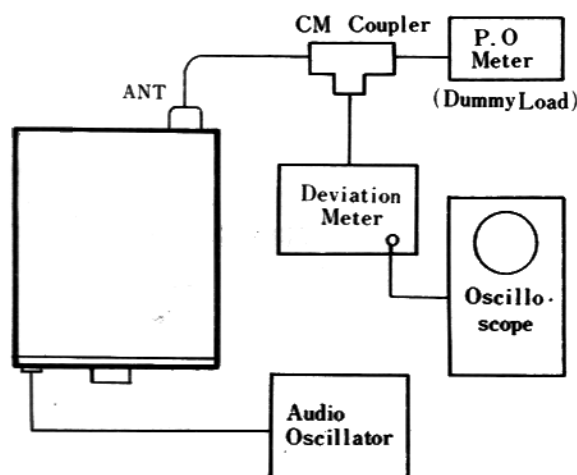 CM Coupler
P.O
Meter
(Dummy Load)
ANT
Deviation
Meter
Oscillo·
scope
Audio
Oscillator